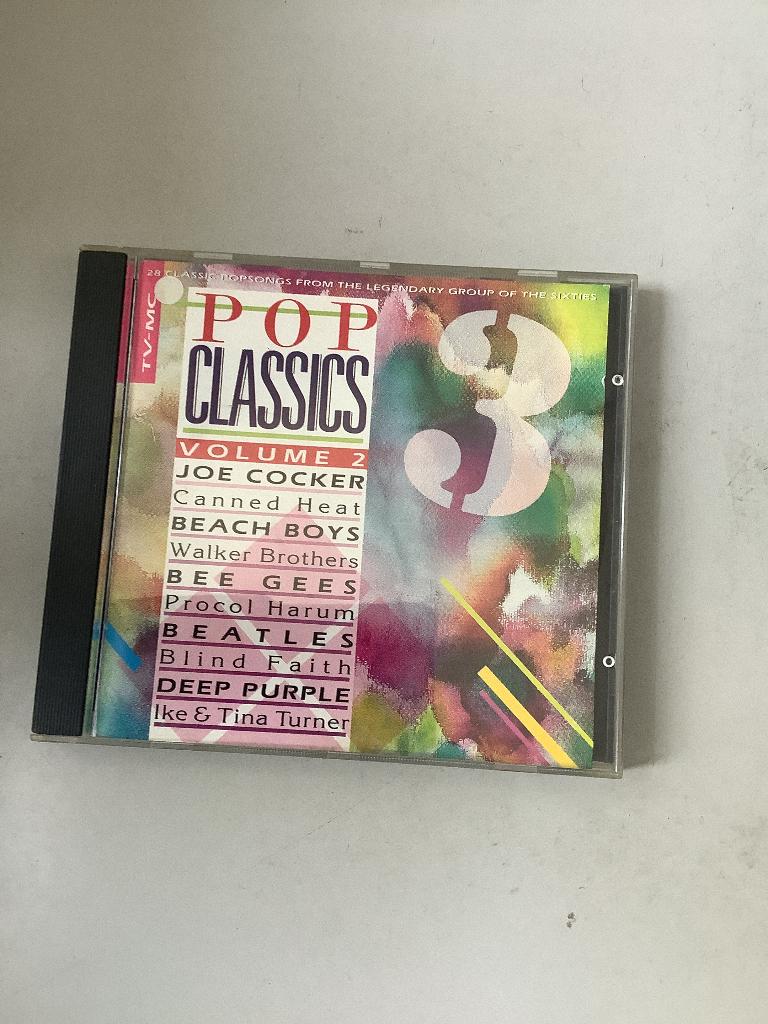 28 CLASSIC POPSONGS FROM THE LEGENDARY GROUP OF THE SIXTIES
TV-MC
POP
CLASSICS
3
VOLUME 2
JOE COCKER
Canned Heat
BEACH BOYS
Walker Brothers
BEE GEES
Procol Harum
BEATLES
Blind Faith
DEEP PURPLE
Ike & Tina Turner